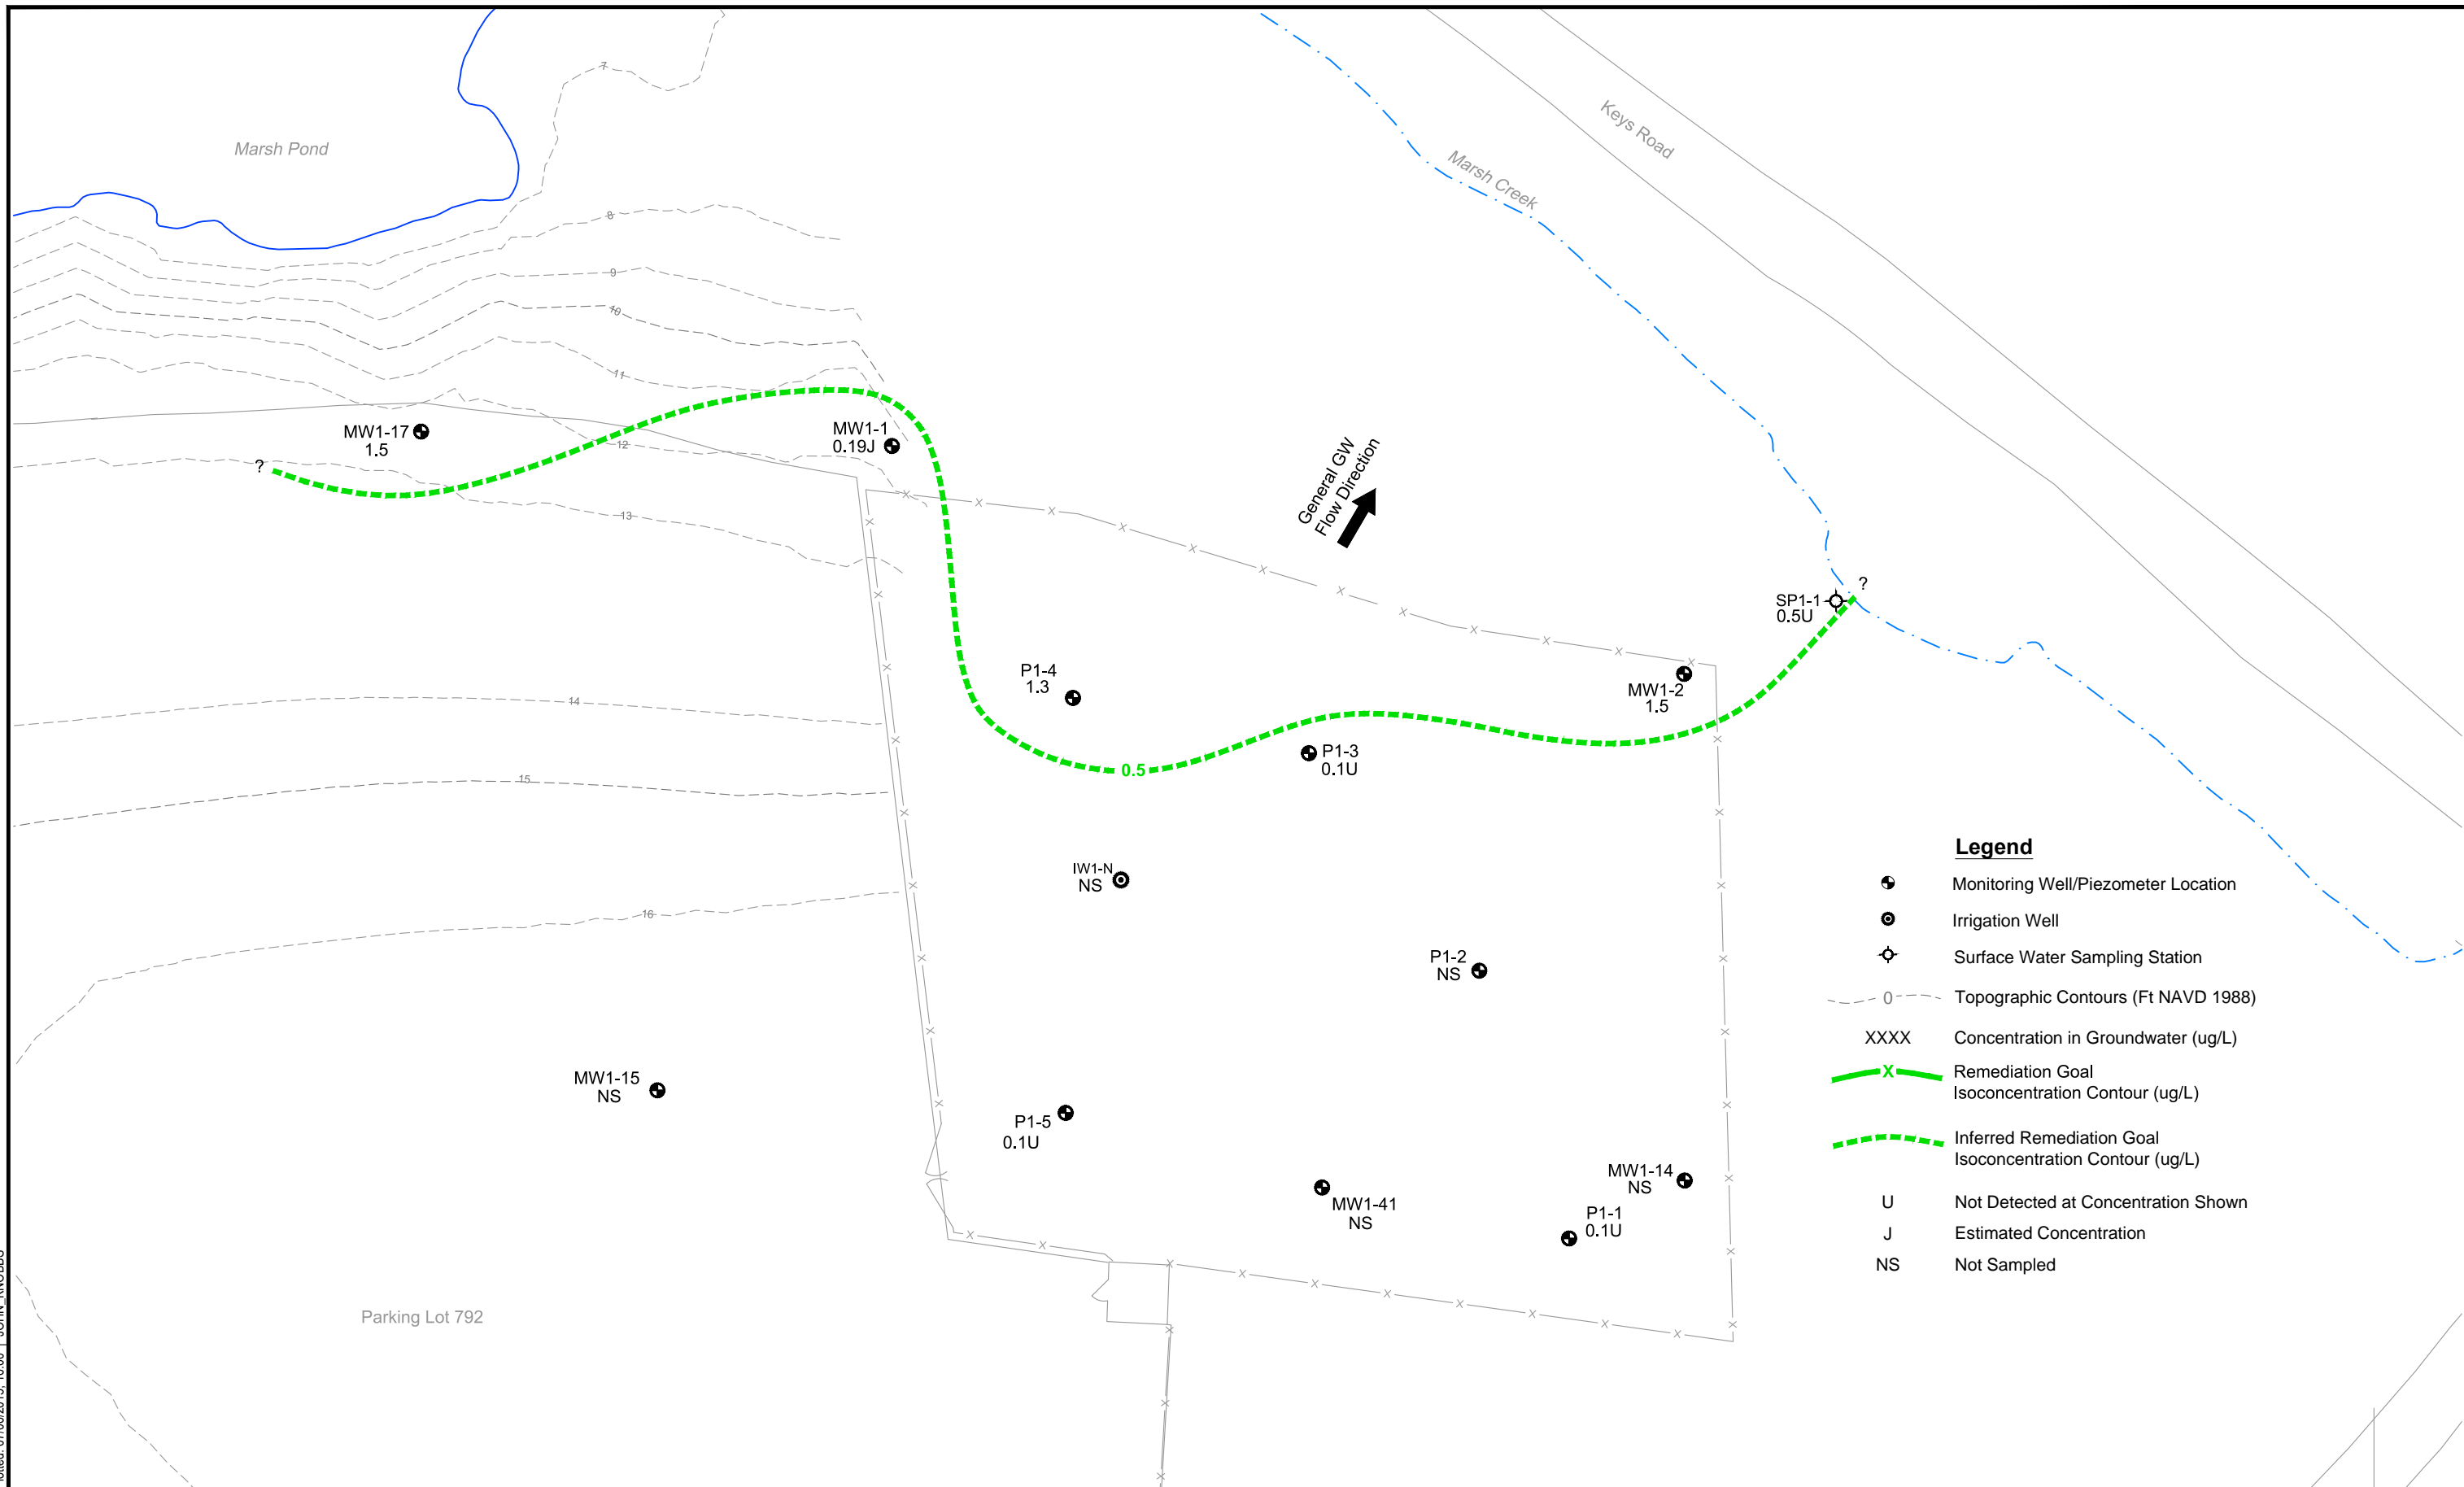 7
Keys Road
Marsh Pond
Marsh Creek
8
9
10
11
MW1-17
1.5
MW1-1
0.19J
12
?
13
General GW
Flow Direction
?
SP1-1
0.5U
P1-4
1.3
MW1-2
1.5
14
P1-3
0.1U
0.5
15
IW1-N
NS
16
P1-2
NS
MW1-15
NS
P1-5
0.1U
MW1-41
NS
MW1-14
NS
P1-1
0.1U
Parking Lot 792
Legend
Monitoring Well/Piezometer Location
Irrigation Well
Surface Water Sampling Station
0 Topographic Contours (Ft NAVD 1988)
XXXX Concentration in Groundwater (ug/L)
X Remediation Goal
Isoconcentration Contour (ug/L)
Inferred Remediation Goal
Isoconcentration Contour (ug/L)
U Not Detected at Concentration Shown
J Estimated Concentration
NS Not Sampled